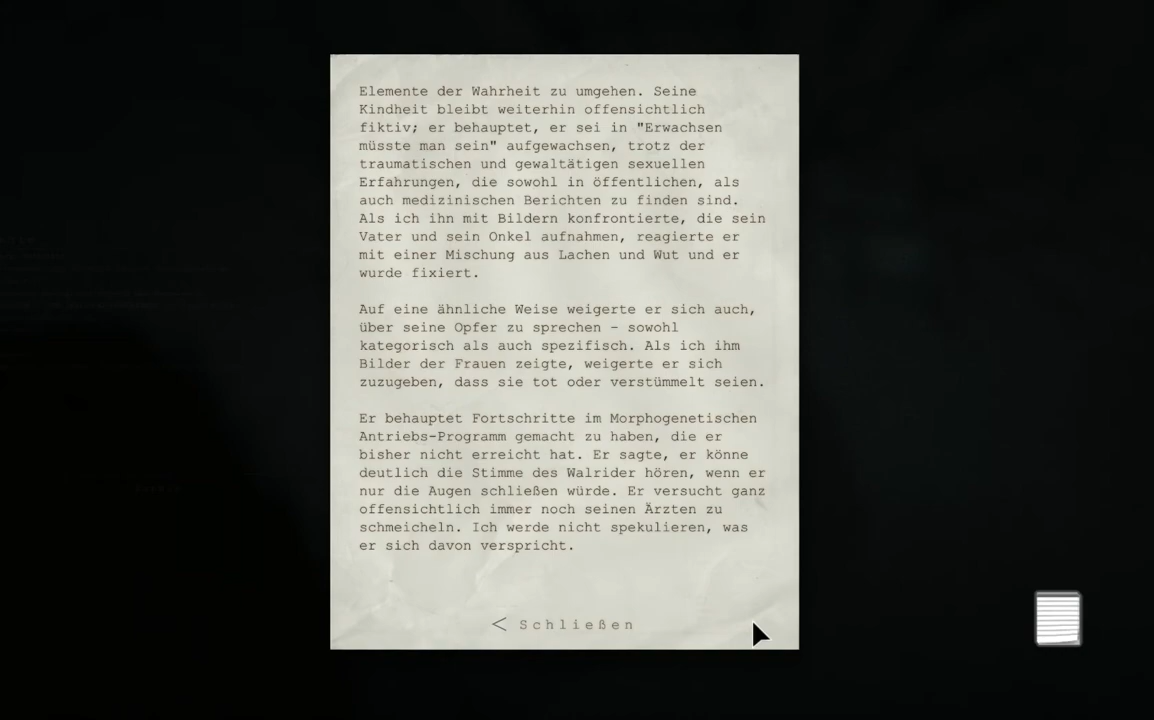 Elemente der Wahrheit zu umgehen. Seine
Kindheit bleibt weiterhin offensichtlich
fiktiv; er behauptet, er sei in "Erwachsen
müsste man sein" aufgewachsen, trotz der
traumatischen und gewaltätigen sexuellen
Erfahrungen, die sowohl in öffentlichen, als
auch medizinischen Berichten zu finden sind.
Als ich ihn mit Bildern konfrontierte, die sein
Vater und sein Onkel aufnahmen, reagierte er
mit einer Mischung aus Lachen und Wut und er
wurde fixiert.
Auf eine ähnliche Weise weigerte er sich auch,
über seine Opfer zu sprechen - sowohl
kategorisch als auch spezifisch. Als ich ihm
Bilder der Frauen zeigte, weigerte er sich
zuzugeben, dass sie tot oder verstümmelt seien.
Er behauptet Fortschritte im Morphogenetischen
Antriebs-Programm gemacht zu haben, die er
bisher nicht erreicht hat. Er sagte, er könne
deutlich die Stimme des Walrider hören, wenn er
nur die Augen schließen würde. Er versucht ganz
offensichtlich immer noch seinen Ärzten zu
schmeicheln. Ich werde nicht spekulieren, was
er sich davon verspricht.
< Schließen